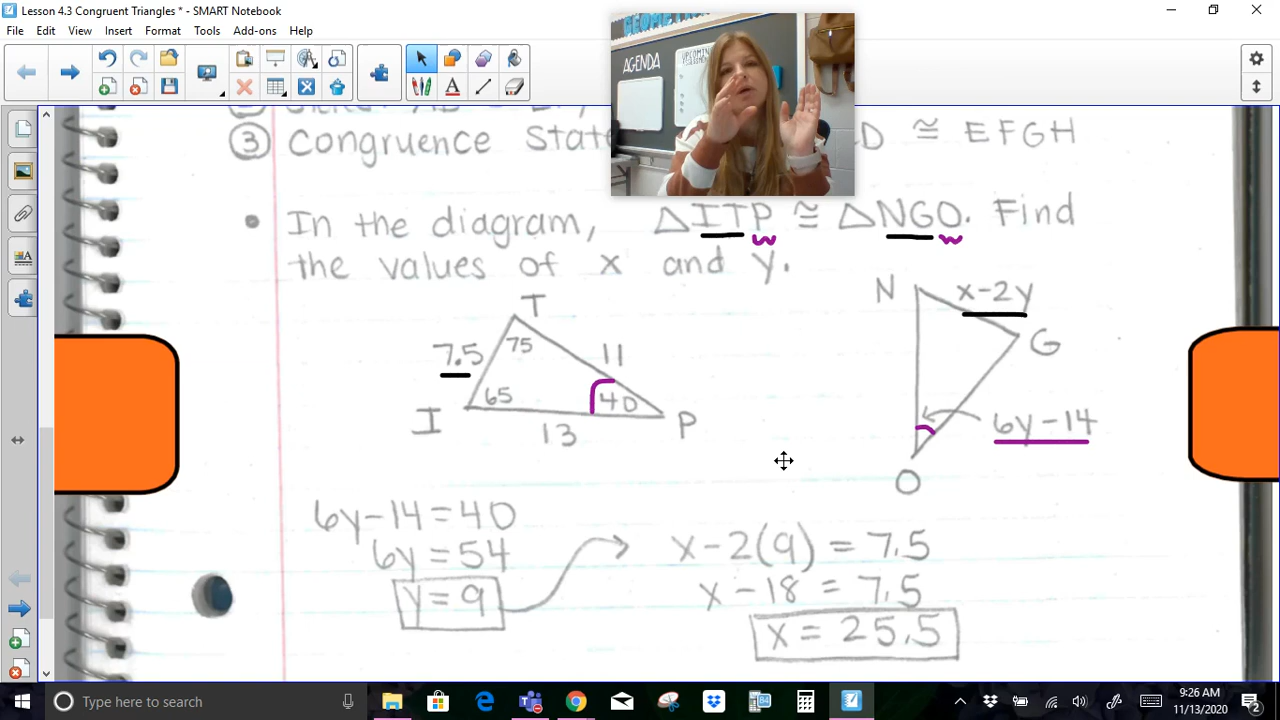 Lesson 4.3 Congruent Triangles * - SMART Notebook
File Edit View Insert Format Tools Add-ons Help
AGENDA
UPCOMING
③ Congruence State D ≅ EFGH
• In the diagram, △ITP ≅ △NGO. Find
the values of x and y.
T
75
7.5
11
65
40
I
13
P
N
x-2y
G
6y-14
O
6y-14=40
6y=54
y=9
x-2(9)=7.5
x-18=7.5
x=25.5
Type here to search
9:26 AM
11/13/2020
2